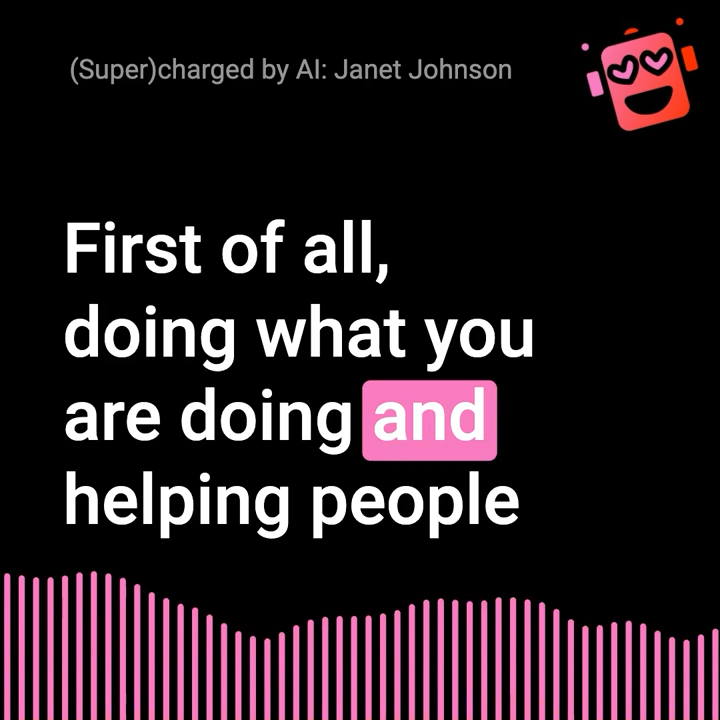 (Super)charged by AI: Janet Johnson
First of all,
doing what you
are doing and
helping people